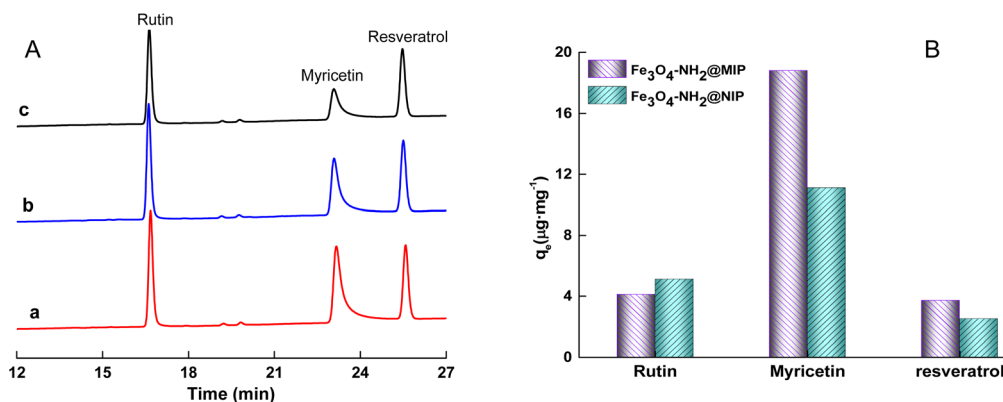 A
Rutin
Myricetin
Resveratrol
c
b
a
12 15 18 21 24 27
Time (min)
B
20
16
12
8
4
0
qₑ(μg·mg⁻¹)
Fe₃O₄-NH₂@MIP
Fe₃O₄-NH₂@NIP
Rutin Myricetin resveratrol